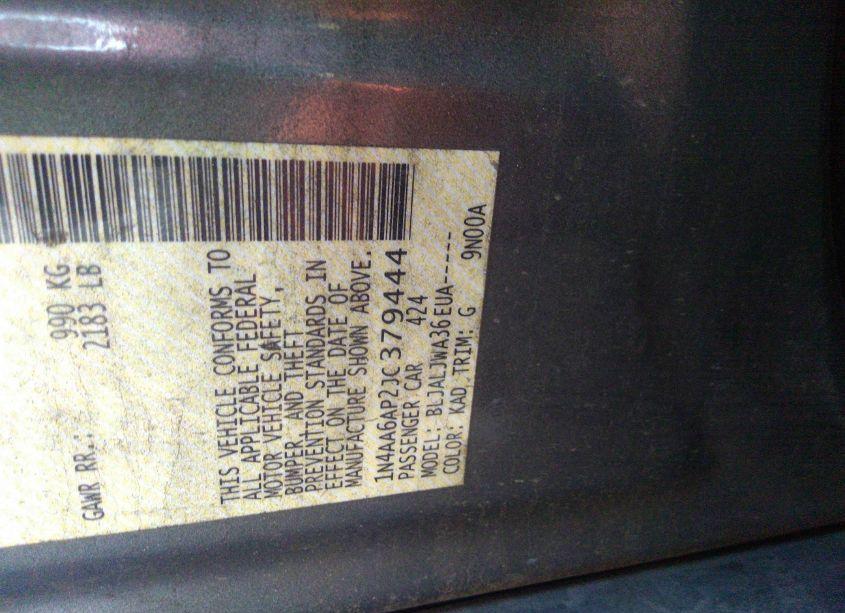 GAWR RR.: 990 KG
2183 LB
THIS VEHICLE CONFORMS TO
ALL APPLICABLE FEDERAL
MOTOR VEHICLE SAFETY,
BUMPER AND THEFT
PREVENTION STANDARDS IN
EFFECT ON THE DATE OF
MANUFACTURE SHOWN ABOVE.
1N4AA6AP2JC379444
PASSENGER CAR 424
MODEL: BLJALJWA36EUA-----
COLOR: KAD TRIM: G 9N00A